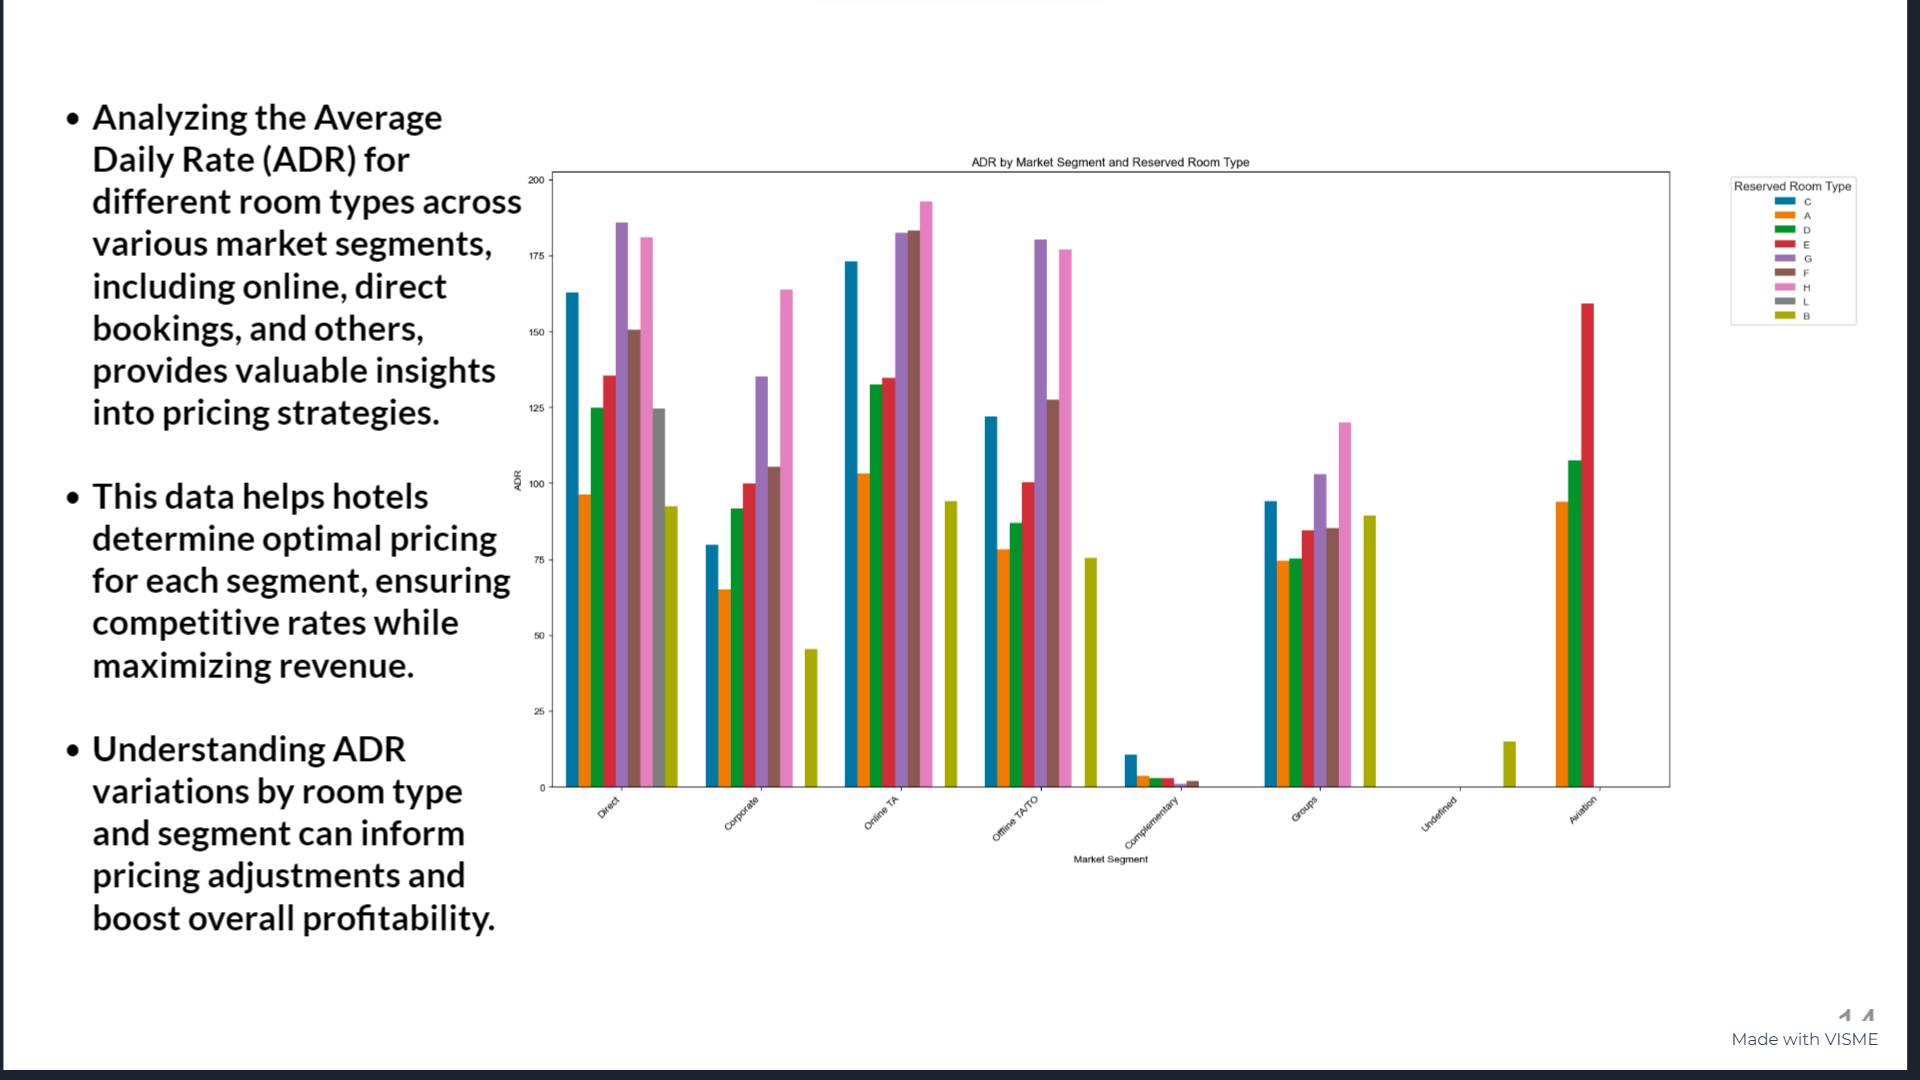 • Analyzing the Average
Daily Rate (ADR) for
different room types across
various market segments,
including online, direct
bookings, and others,
provides valuable insights
into pricing strategies.
• This data helps hotels
determine optimal pricing
for each segment, ensuring
competitive rates while
maximizing revenue.
• Understanding ADR
variations by room type
and segment can inform
pricing adjustments and
boost overall profitability.
ADR by Market Segment and Reserved Room Type
200
175
150
125
100
75
50
25
0
ADR
Direct
Corporate
Online TA
Offline TA/TO
Complementary
Groups
Undefined
Aviation
Market Segment
Reserved Room Type
C
A
D
E
G
F
H
L
B
14
Made with VISME